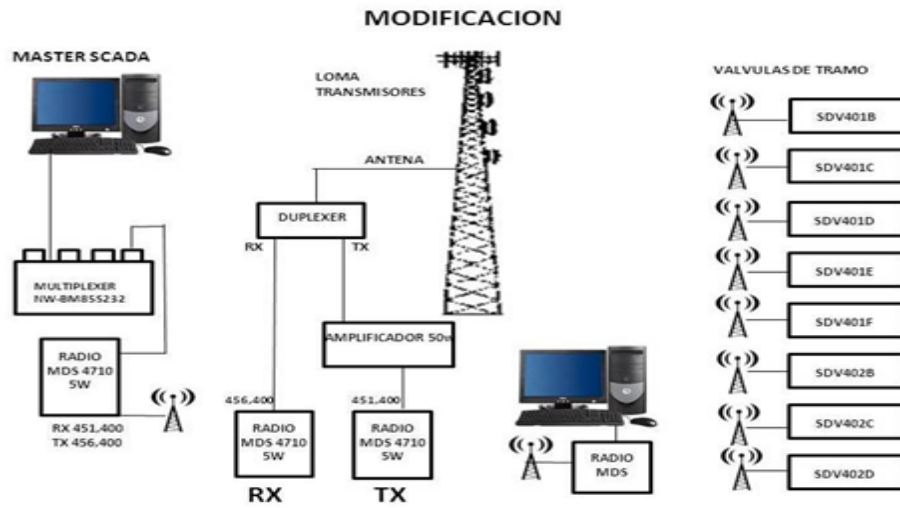 MODIFICACION
MASTER SCADA
MULTIPLEXER
NW-BM85S232
RADIO
MDS 4710
5W
RX 451,400
TX 456,400
LOMA
TRANSMISORES
ANTENA
DUPLEXER
RX
TX
AMPLIFICADOR 50w
456,400
451,400
RADIO
MDS 4710
5W
RX
RADIO
MDS 4710
5W
TX
RADIO
MDS
VALVULAS DE TRAMO
SDV401B
SDV401C
SDV401D
SDV401E
SDV401F
SDV402B
SDV402C
SDV402D